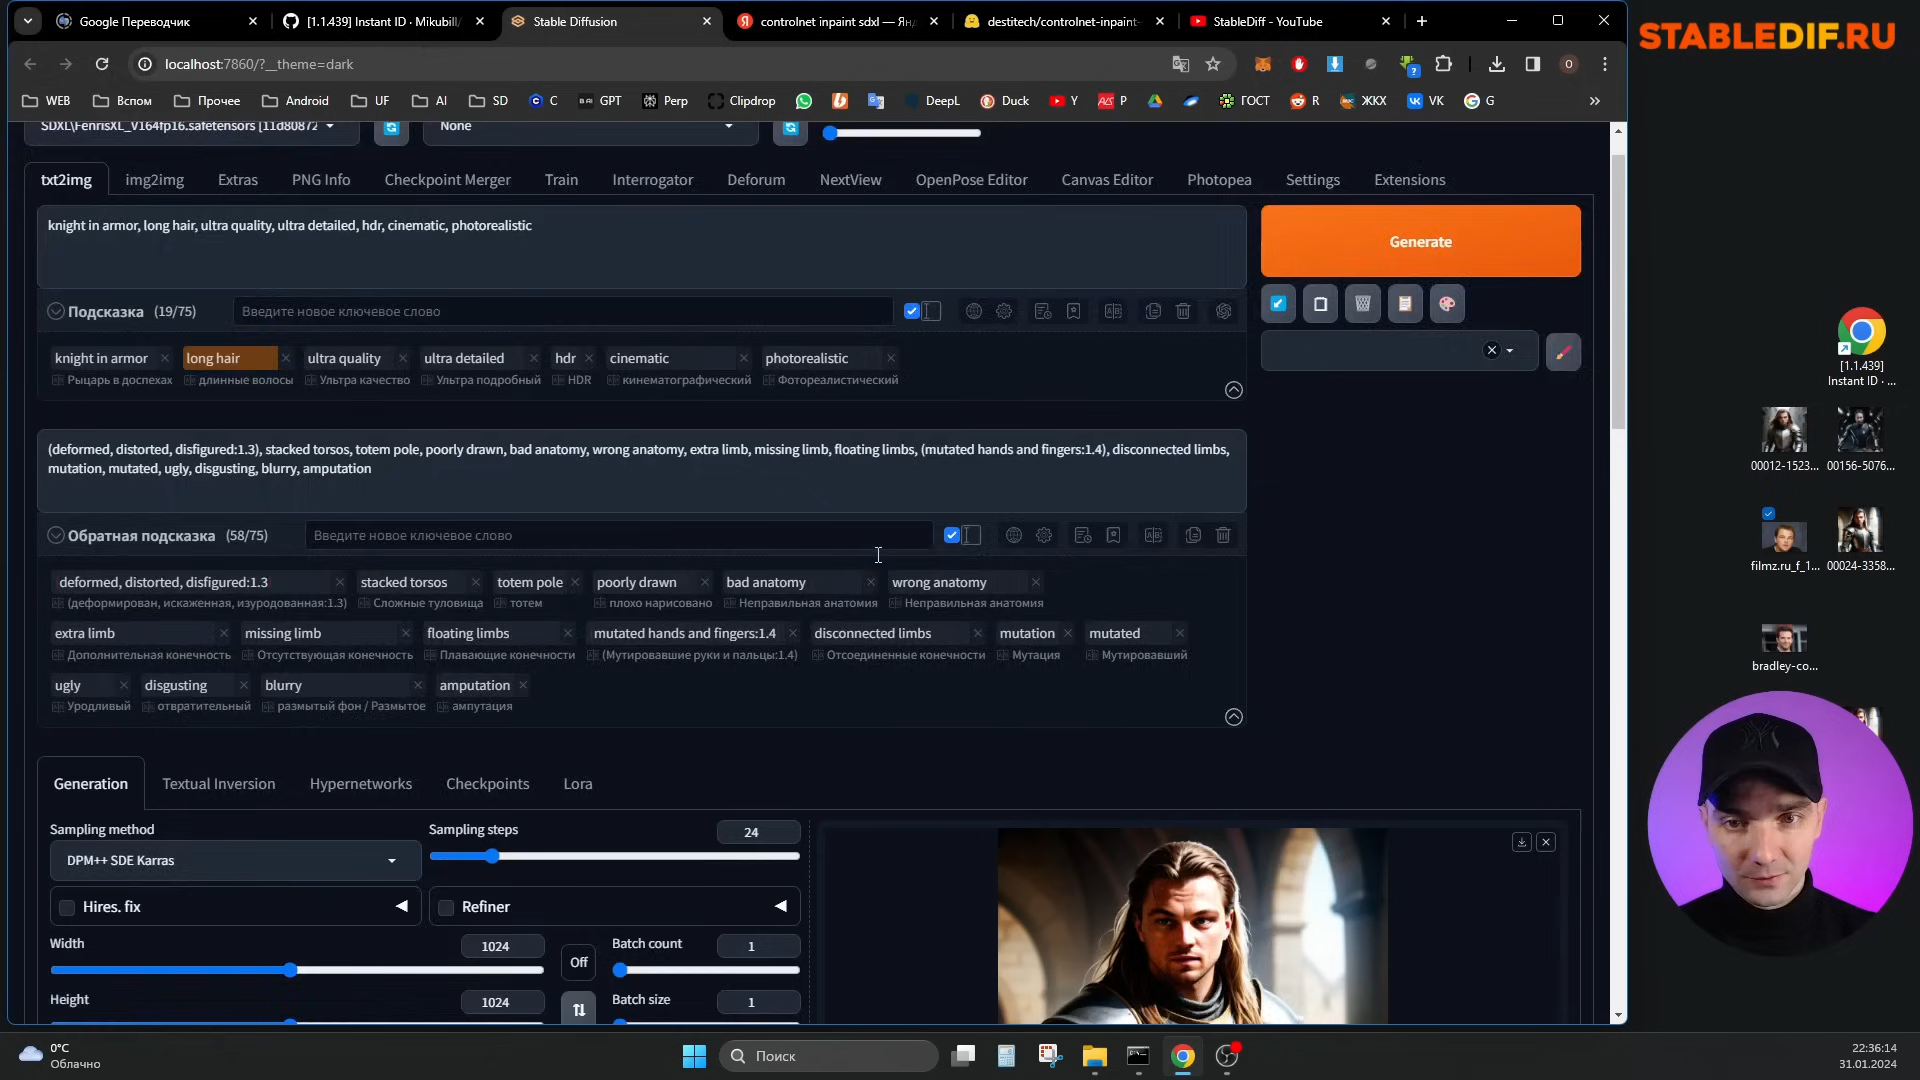 Google Переводчик
[1.1.439] Instant ID · Mikubill/
Stable Diffusion
controlnet inpaint sdxl — Ян
destitech/controlnet-inpaint-
StableDiff - YouTube
STABLEDIF.RU
localhost:7860/?__theme=dark
O
WEB
Вспом
Прочее
Android
UF
AI
SD
C
GPT
Perp
Clipdrop
DeepL
Duck
Y
P
ГОСТ
R
ЖКХ
VK
G
SDXL\FenrisXL_V164fp16.safetensors [11d80872
None
txt2img
img2img
Extras
PNG Info
Checkpoint Merger
Train
Interrogator
Deforum
NextView
OpenPose Editor
Canvas Editor
Photopea
Settings
Extensions
knight in armor, long hair, ultra quality, ultra detailed, hdr, cinematic, photorealistic
Generate
Подсказка (19/75)
Введите новое ключевое слово
knight in armor
long hair
ultra quality
ultra detailed
hdr
cinematic
photorealistic
Рыцарь в доспехах
длинные волосы
Ультра качество
Ультра подробный
HDR
кинематографический
Фотореалистический
(deformed, distorted, disfigured:1.3), stacked torsos, totem pole, poorly drawn, bad anatomy, wrong anatomy, extra limb, missing limb, floating limbs, (mutated hands and fingers:1.4), disconnected limbs,
mutation, mutated, ugly, disgusting, blurry, amputation
Обратная подсказка (58/75)
Введите новое ключевое слово
deformed, distorted, disfigured:1.3
stacked torsos
totem pole
poorly drawn
bad anatomy
wrong anatomy
(деформирован, искаженная, изуродованная:1.3)
Сложные туловища
тотем
плохо нарисовано
Неправильная анатомия
Неправильная анатомия
extra limb
missing limb
floating limbs
mutated hands and fingers:1.4
disconnected limbs
mutation
mutated
Дополнительная конечность
Отсутствующая конечность
Плавающие конечности
(Мутировавшие руки и пальцы:1.4)
Отсоединенные конечности
Мутация
Мутировавший
ugly
disgusting
blurry
amputation
Уродливый
отвратительный
размытый фон / Размытое
ампутация
Generation
Textual Inversion
Hypernetworks
Checkpoints
Lora
Sampling method
DPM++ SDE Karras
Sampling steps
24
Hires. fix
Refiner
Width
1024
Off
Batch count
1
Height
1024
Batch size
1
[1.1.439]
Instant ID · ...
00012-1523...
00156-5076...
filmz.ru_f_1...
00024-3358...
bradley-co...
0°C
Облачно
Поиск
22:36:14
31.01.2024